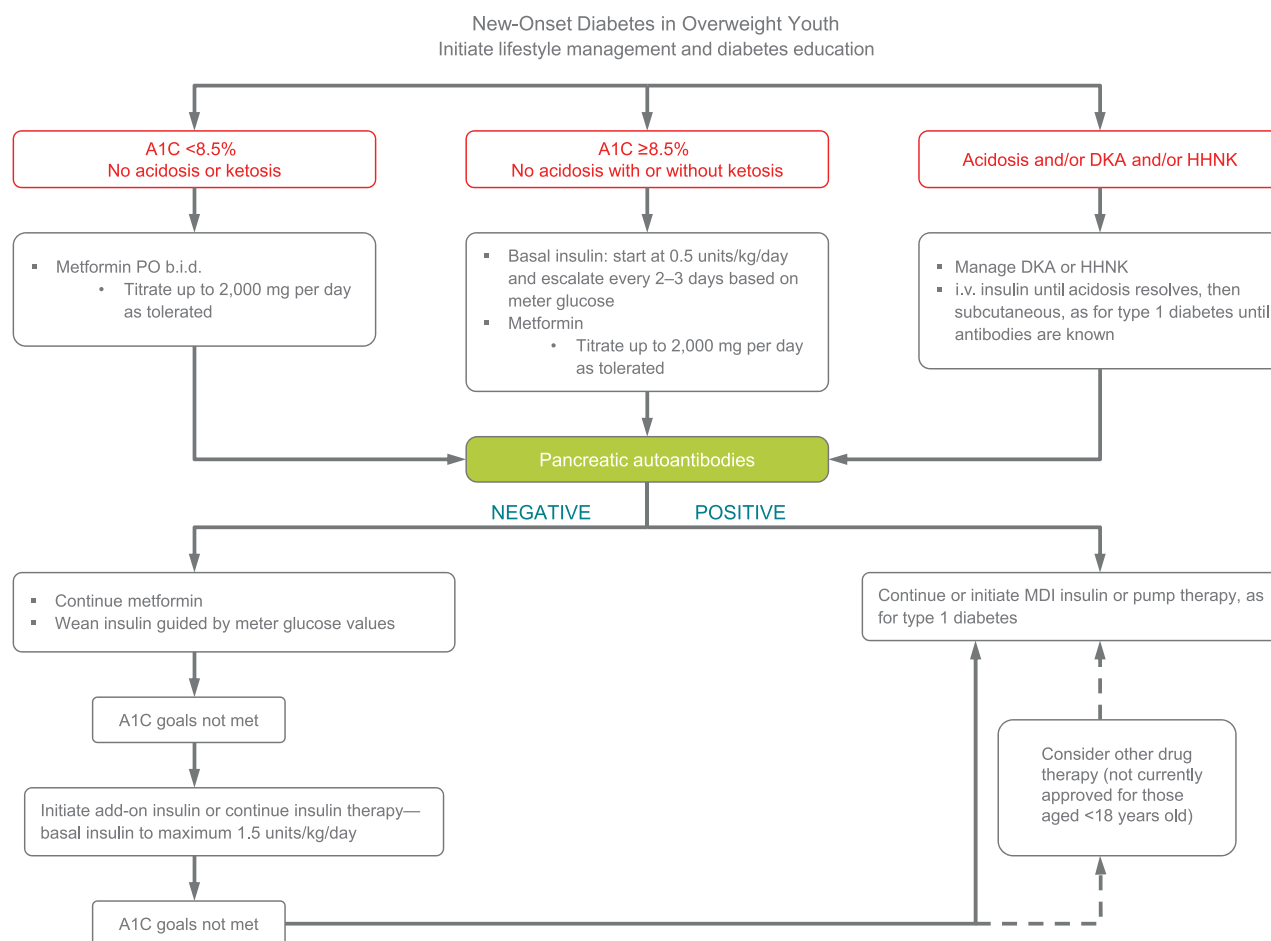 New-Onset Diabetes in Overweight Youth
Initiate lifestyle management and diabetes education
A1C <8.5%
No acidosis or ketosis
A1C ≥8.5%
No acidosis with or without ketosis
Acidosis and/or DKA and/or HHNK
▪ Metformin PO b.i.d.
• Titrate up to 2,000 mg per day
as tolerated
▪ Basal insulin: start at 0.5 units/kg/day
and escalate every 2–3 days based on
meter glucose
▪ Metformin
• Titrate up to 2,000 mg per day
as tolerated
▪ Manage DKA or HHNK
▪ i.v. insulin until acidosis resolves, then
subcutaneous, as for type 1 diabetes until
antibodies are known
Pancreatic autoantibodies
NEGATIVE
POSITIVE
▪ Continue metformin
▪ Wean insulin guided by meter glucose values
Continue or initiate MDI insulin or pump therapy, as
for type 1 diabetes
A1C goals not met
Consider other drug
therapy (not currently
approved for those
aged <18 years old)
Initiate add-on insulin or continue insulin therapy—
basal insulin to maximum 1.5 units/kg/day
A1C goals not met